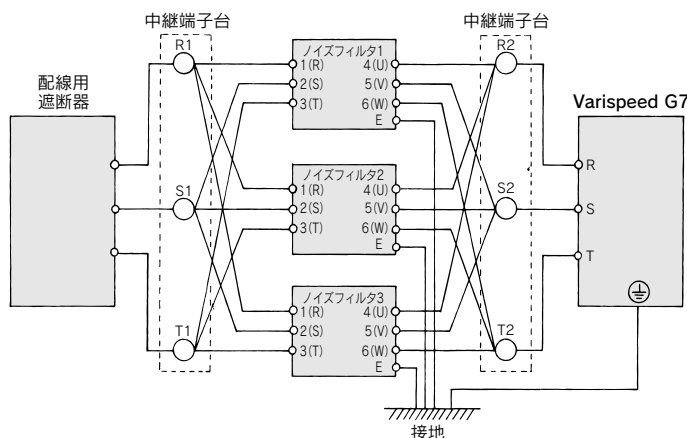 中継端子台
中継端子台
配線用
遮断器
R1
S1
T1
ノイズフィルタ1
1(R)
4(U)
2(S)
5(V)
3(T)
6(W)
E
ノイズフィルタ2
1(R)
4(U)
2(S)
5(V)
3(T)
6(W)
E
ノイズフィルタ3
1(R)
4(U)
2(S)
5(V)
3(T)
6(W)
E
R2
S2
T2
Varispeed G7
R
S
T
接地